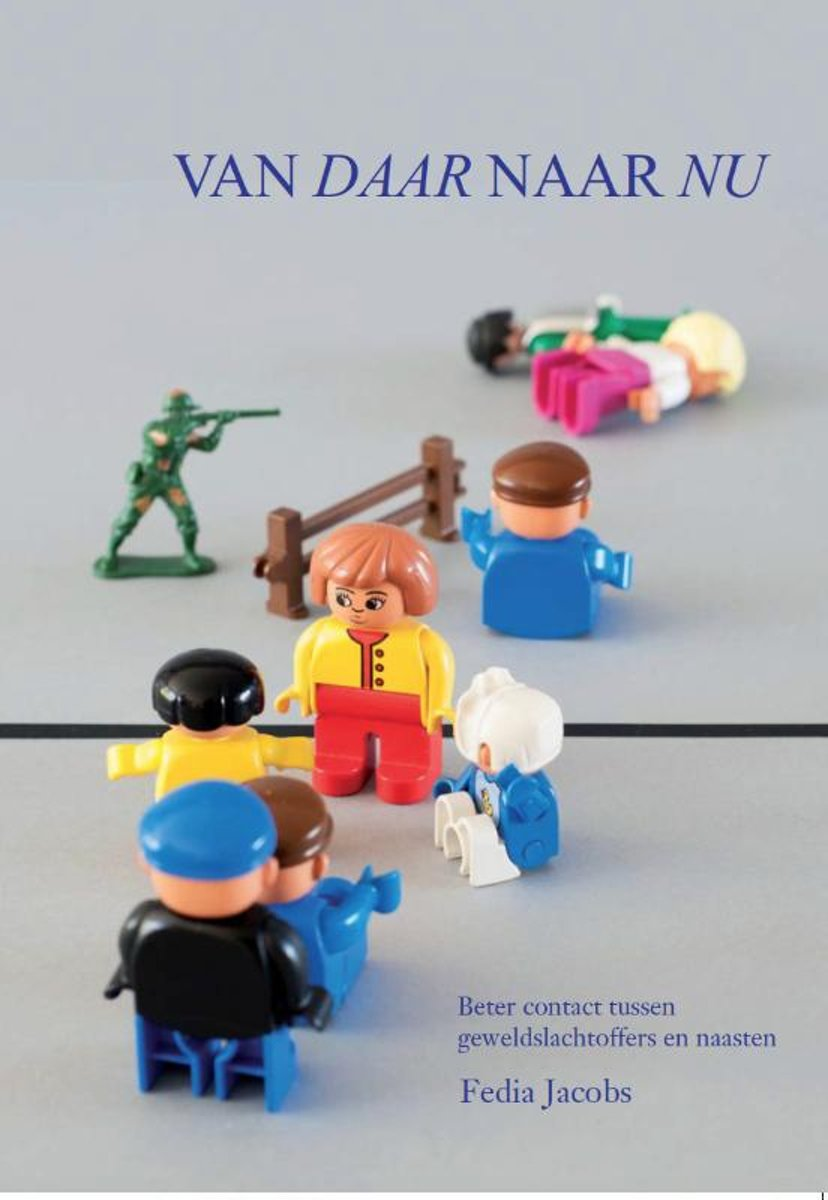 VAN DAAR NAAR NU
Beter contact tussen
geweldslachtoffers en naasten
Fedia Jacobs